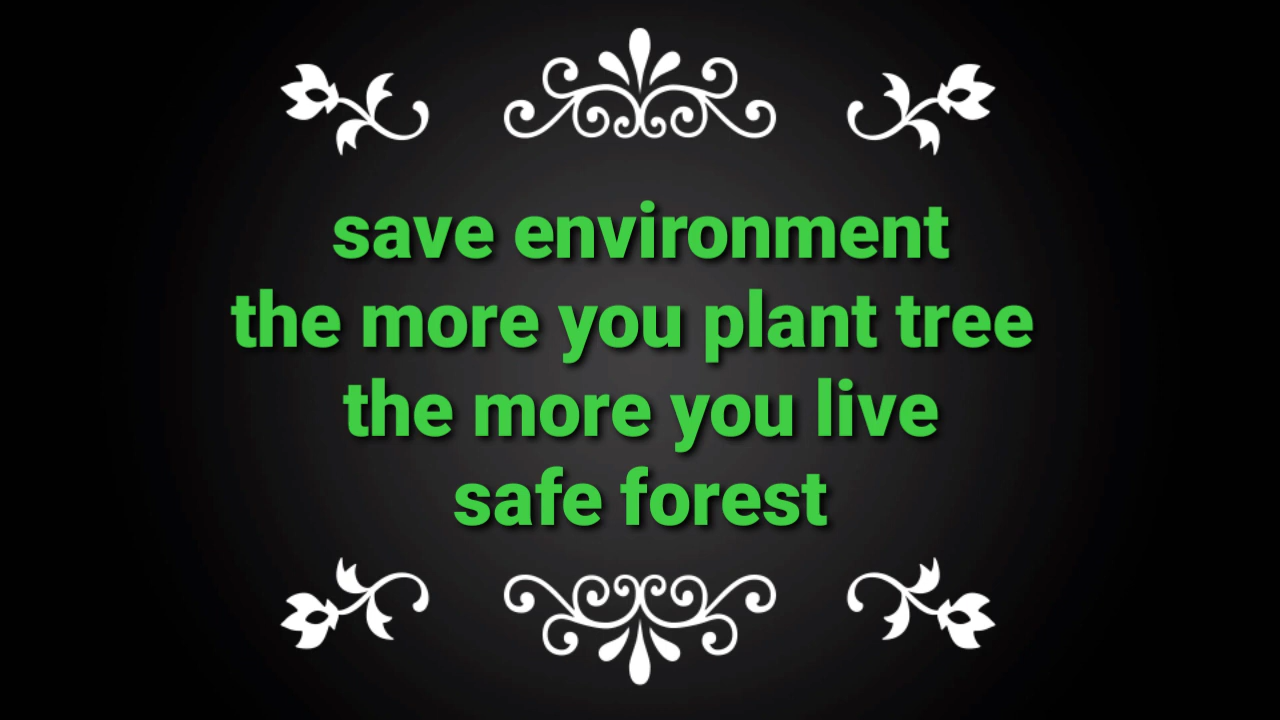 save environment
the more you plant tree
the more you live
safe forest